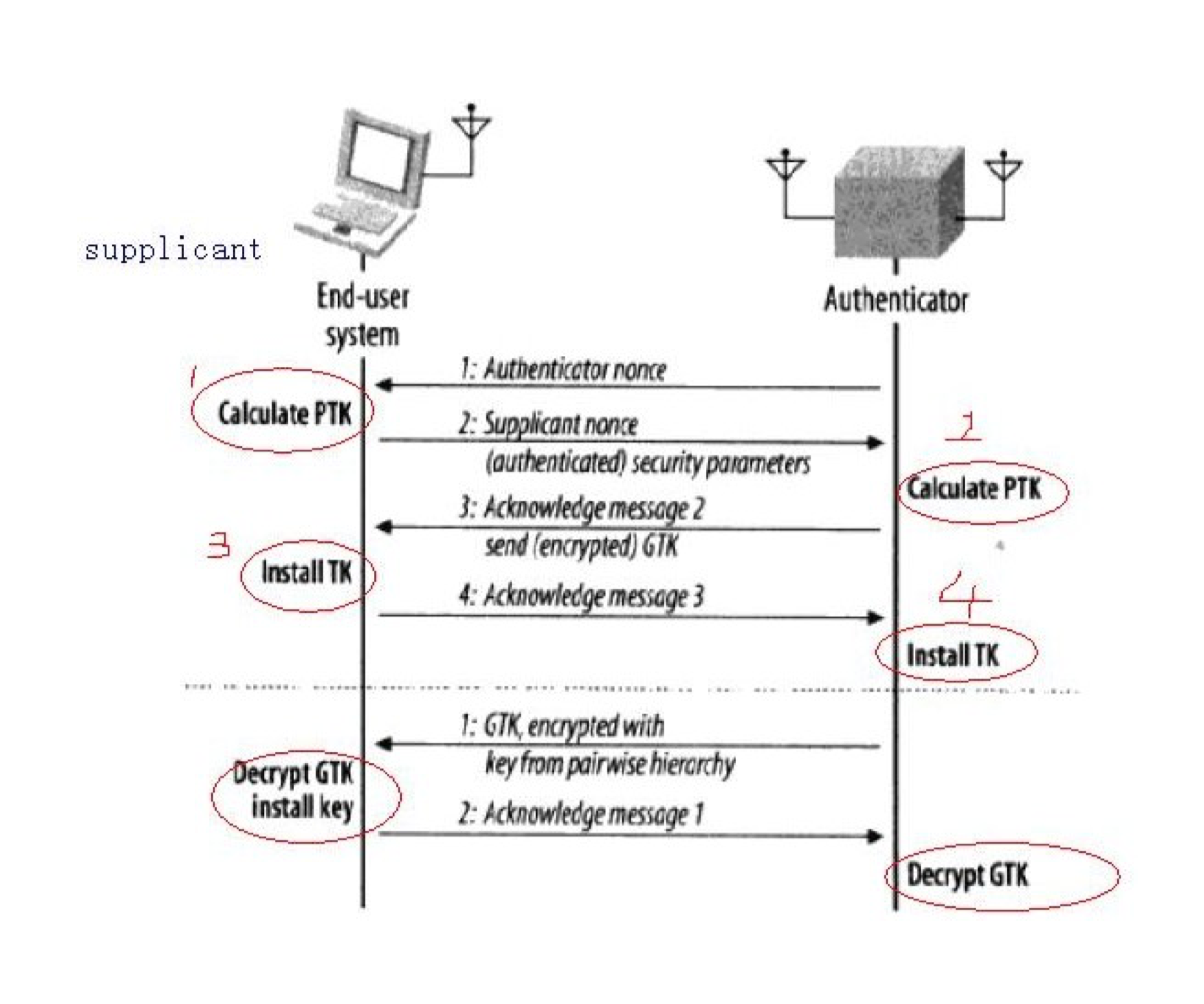 supplicant
End-user
system
Authenticator
1: Authenticator nonce
1
Calculate PTK
2: Supplicant nonce
(authenticated) security parameters
2
Calculate PTK
3: Acknowledge message 2
send (encrypted) GTK
3
Install TK
4: Acknowledge message 3
4
Install TK
1: GTK, encrypted with
key from pairwise hierarchy
Decrypt GTK
install key
2: Acknowledge message 1
Decrypt GTK